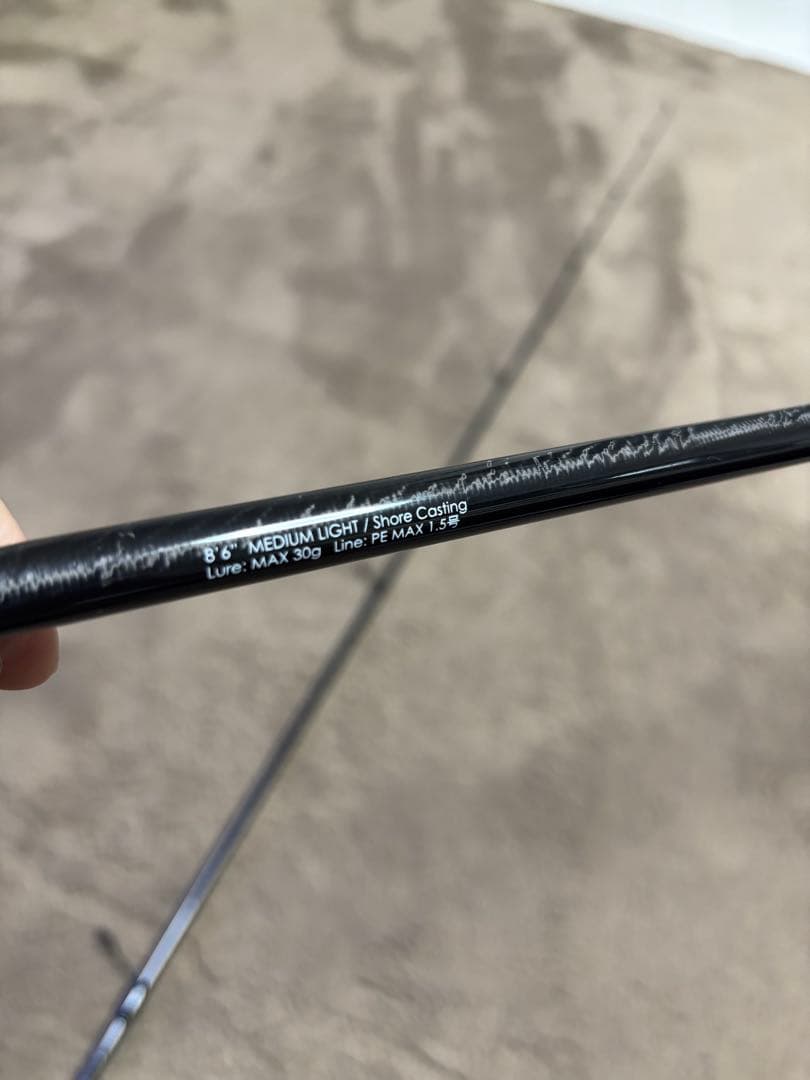 8'6" MEDIUM LIGHT / Shore Casting
Lure: MAX 30g Line: PE MAX 1.5号